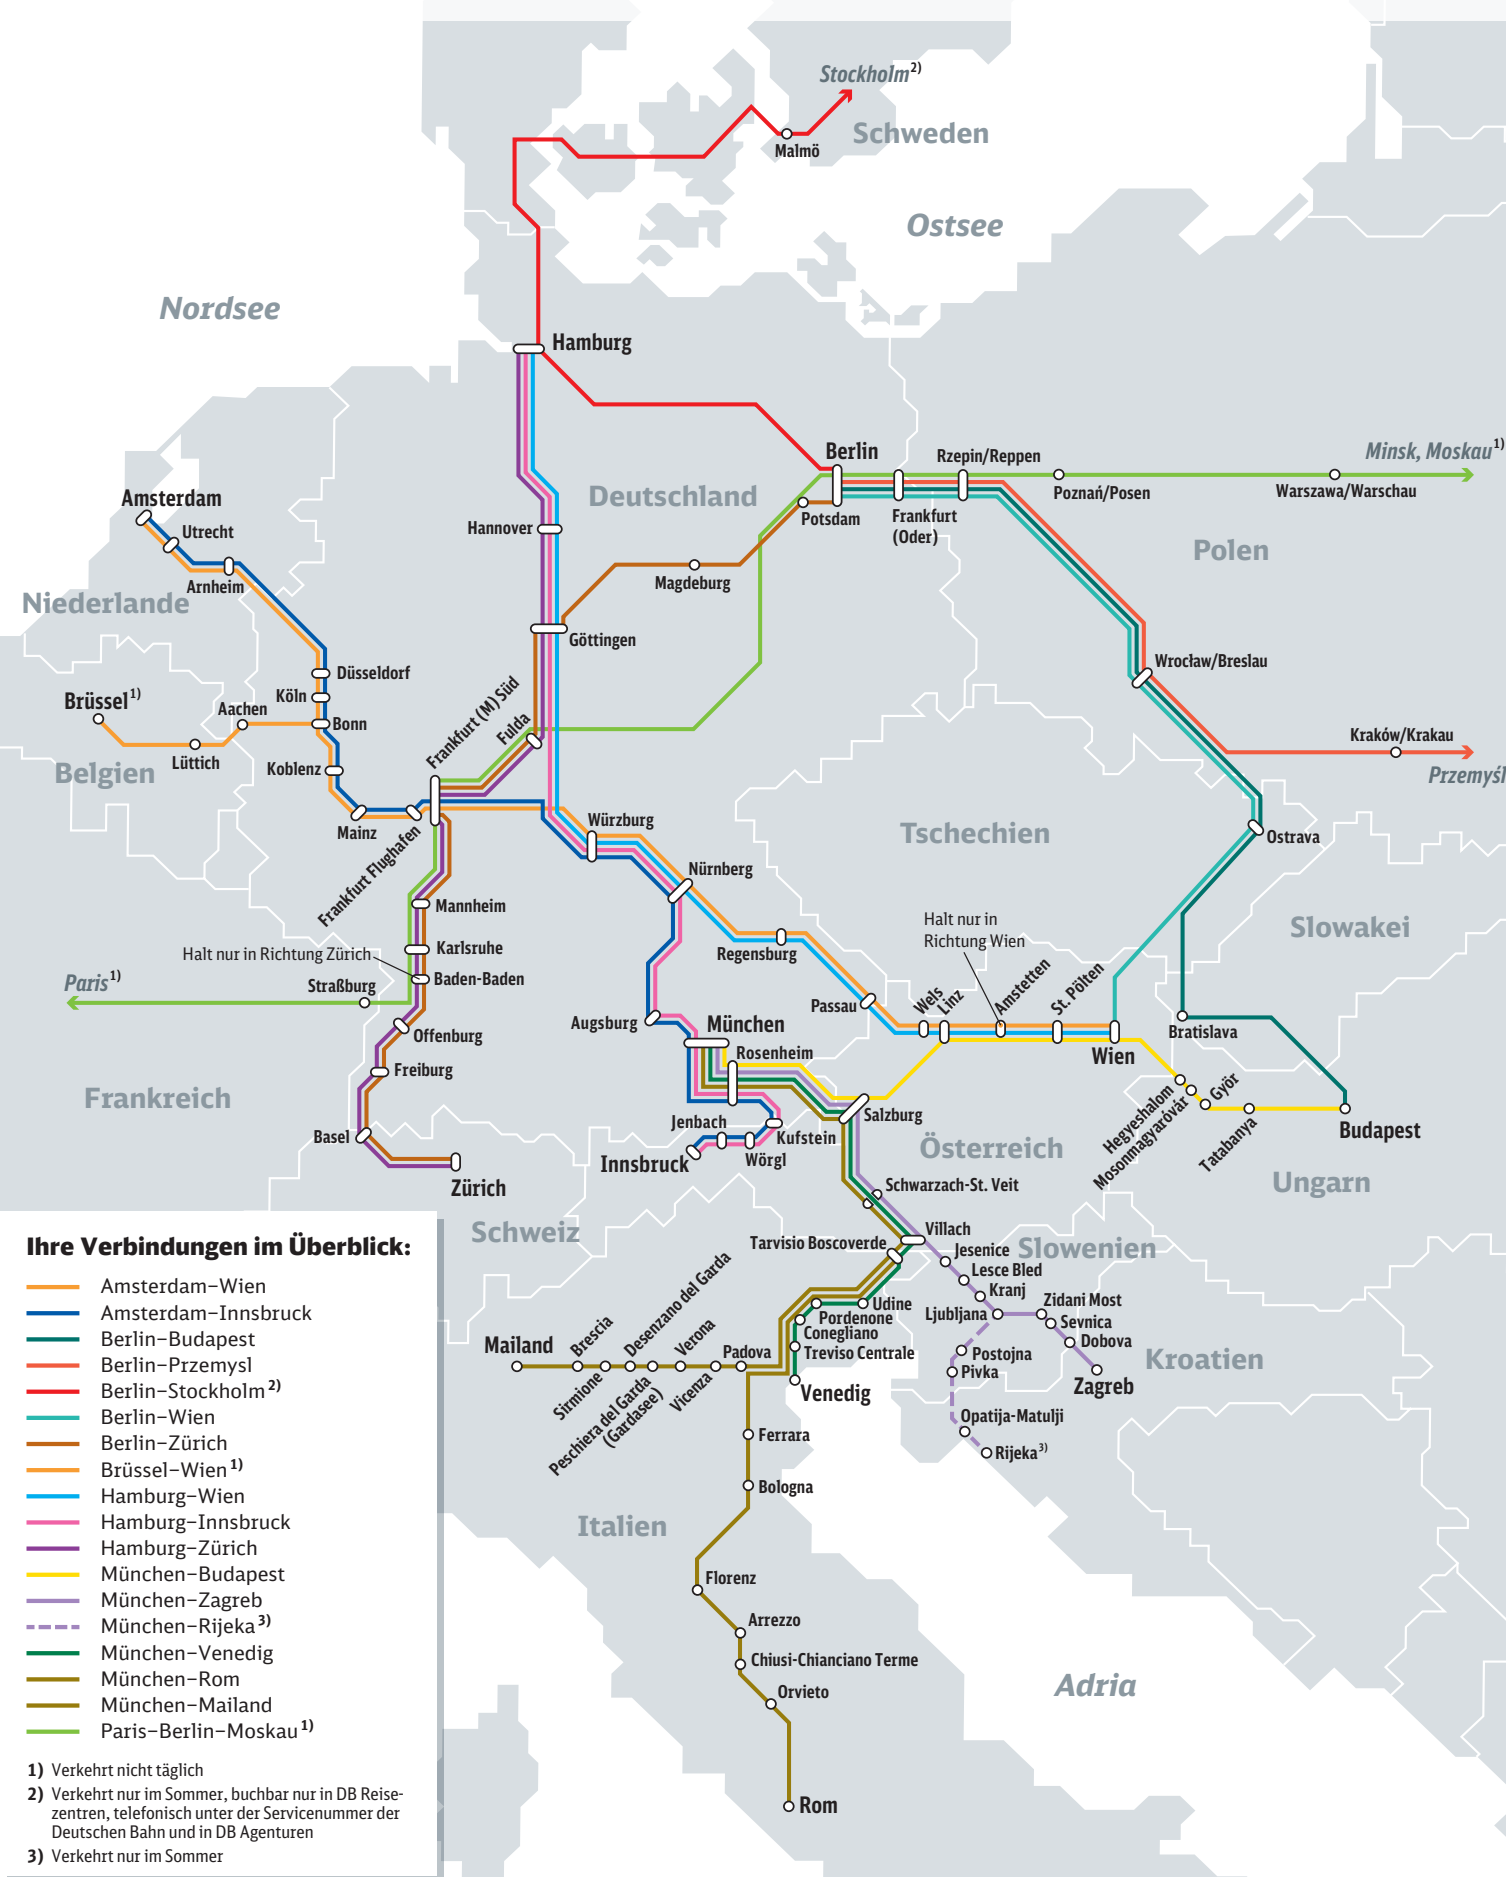 Stockholm2)
Schweden
Malmö
Ostsee
Nordsee
Hamburg
Minsk, Moskau1)
Berlin
Rzepin/Reppen
Poznań/Posen
Warszawa/Warschau
Deutschland
Potsdam
Frankfurt
(Oder)
Amsterdam
Utrecht
Hannover
Polen
Arnheim
Magdeburg
Niederlande
Göttingen
Düsseldorf
Wrocław/Breslau
Köln
Brüssel1)
Aachen
Bonn
Frankfurt (M) Süd
Fulda
Kraków/Krakau
Przemyśl
Lüttich
Koblenz
Belgien
Mainz
Frankfurt Flughafen
Würzburg
Tschechien
Ostrava
Nürnberg
Mannheim
Halt nur in
Richtung Wien
Slowakei
Karlsruhe
Halt nur in Richtung Zürich
Regensburg
Baden-Baden
Paris1)
Straßburg
Passau
Wels
Linz
Amstetten
St. Pölten
Augsburg
München
Offenburg
Rosenheim
Wien
Bratislava
Freiburg
Frankreich
Salzburg
Hegyeshalom
Mosonmagyaróvár
Györ
Tatabanya
Budapest
Jenbach
Kufstein
Basel
Innsbruck
Wörgl
Österreich
Ungarn
Zürich
Schwarzach-St. Veit
Schweiz
Villach
Tarvisio Boscoverde
Jesenice
Slowenien
Lesce Bled
Kranj
Udine
Ljubljana
Zidani Most
Pordenone
Sevnica
Conegliano
Dobova
Treviso Centrale
Mailand
Brescia
Sirmione
Desenzano del Garda
Peschiera del Garda
(Gardasee)
Verona
Vicenza
Padova
Postojna
Pivka
Kroatien
Venedig
Zagreb
Opatija-Matulji
Rijeka3)
Ferrara
Bologna
Italien
Florenz
Arrezzo
Chiusi-Chianciano Terme
Orvieto
Adria
Rom
Ihre Verbindungen im Überblick:
Amsterdam–Wien
Amsterdam–Innsbruck
Berlin–Budapest
Berlin–Przemysl
Berlin–Stockholm2)
Berlin–Wien
Berlin–Zürich
Brüssel–Wien1)
Hamburg–Wien
Hamburg–Innsbruck
Hamburg–Zürich
München–Budapest
München–Zagreb
München–Rijeka3)
München–Venedig
München–Rom
München–Mailand
Paris–Berlin–Moskau1)
1) Verkehrt nicht täglich
2) Verkehrt nur im Sommer, buchbar nur in DB Reise-
zentren, telefonisch unter der Servicenummer der
Deutschen Bahn und in DB Agenturen
3) Verkehrt nur im Sommer